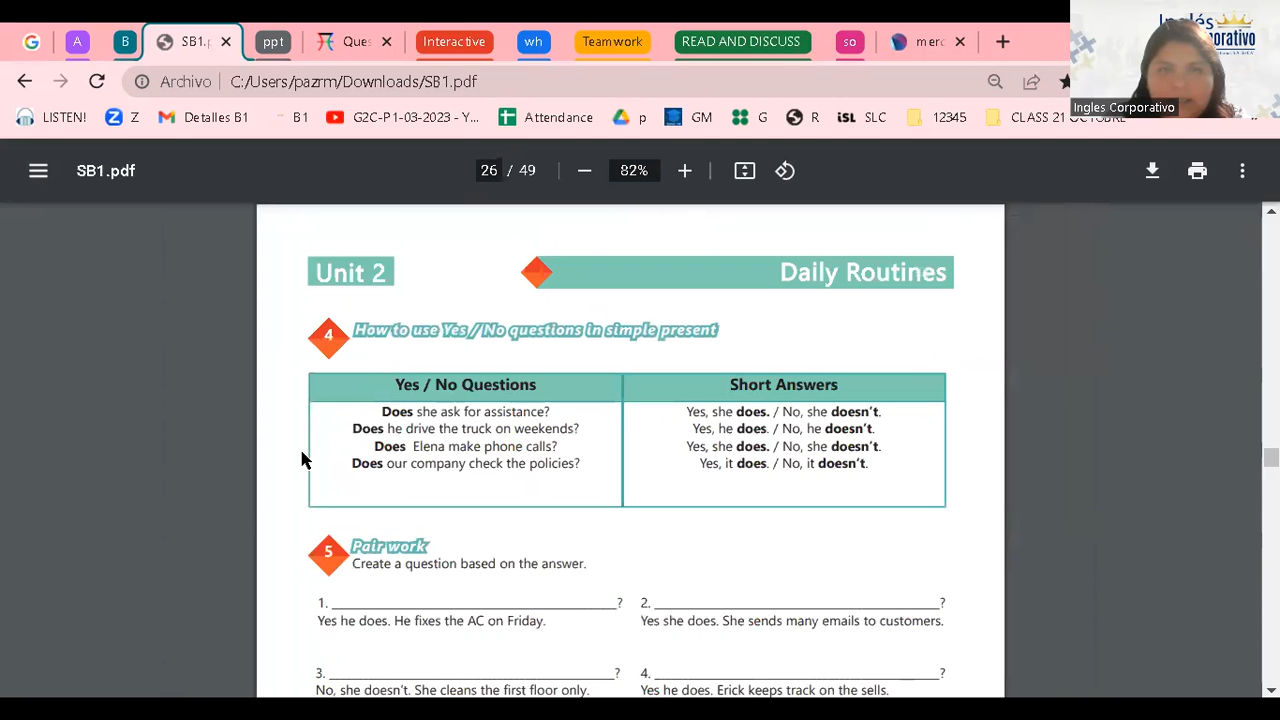 SB1.p
ppt
Ques
Interactive
wh
Teamwork
READ AND DISCUSS
so
merc
Archivo
C:/Users/pazrm/Downloads/SB1.pdf
Inglés
Ingles Corporativo
LISTEN!
Z
Detalles B1
B1
G2C-P1-03-2023 - Y...
Attendance
p
GM
G
R
iSL SLC
12345
CLASS 21 OCTUBRE
SB1.pdf
26 / 49
82%
Unit 2
Daily Routines
4
How to use Yes / No questions in simple present
Yes / No Questions
Short Answers
Does she ask for assistance?
Yes, she does. / No, she doesn't.
Does he drive the truck on weekends?
Yes, he does. / No, he doesn't.
Does Elena make phone calls?
Yes, she does. / No, she doesn't.
Does our company check the policies?
Yes, it does. / No, it doesn't.
5
Pair work
Create a question based on the answer.
1. ________________________________________?
2. ________________________________________?
Yes he does. He fixes the AC on Friday.
Yes she does. She sends many emails to customers.
3. ________________________________________?
4. ________________________________________?
No, she doesn't. She cleans the first floor only.
Yes he does. Erick keeps track on the sells.